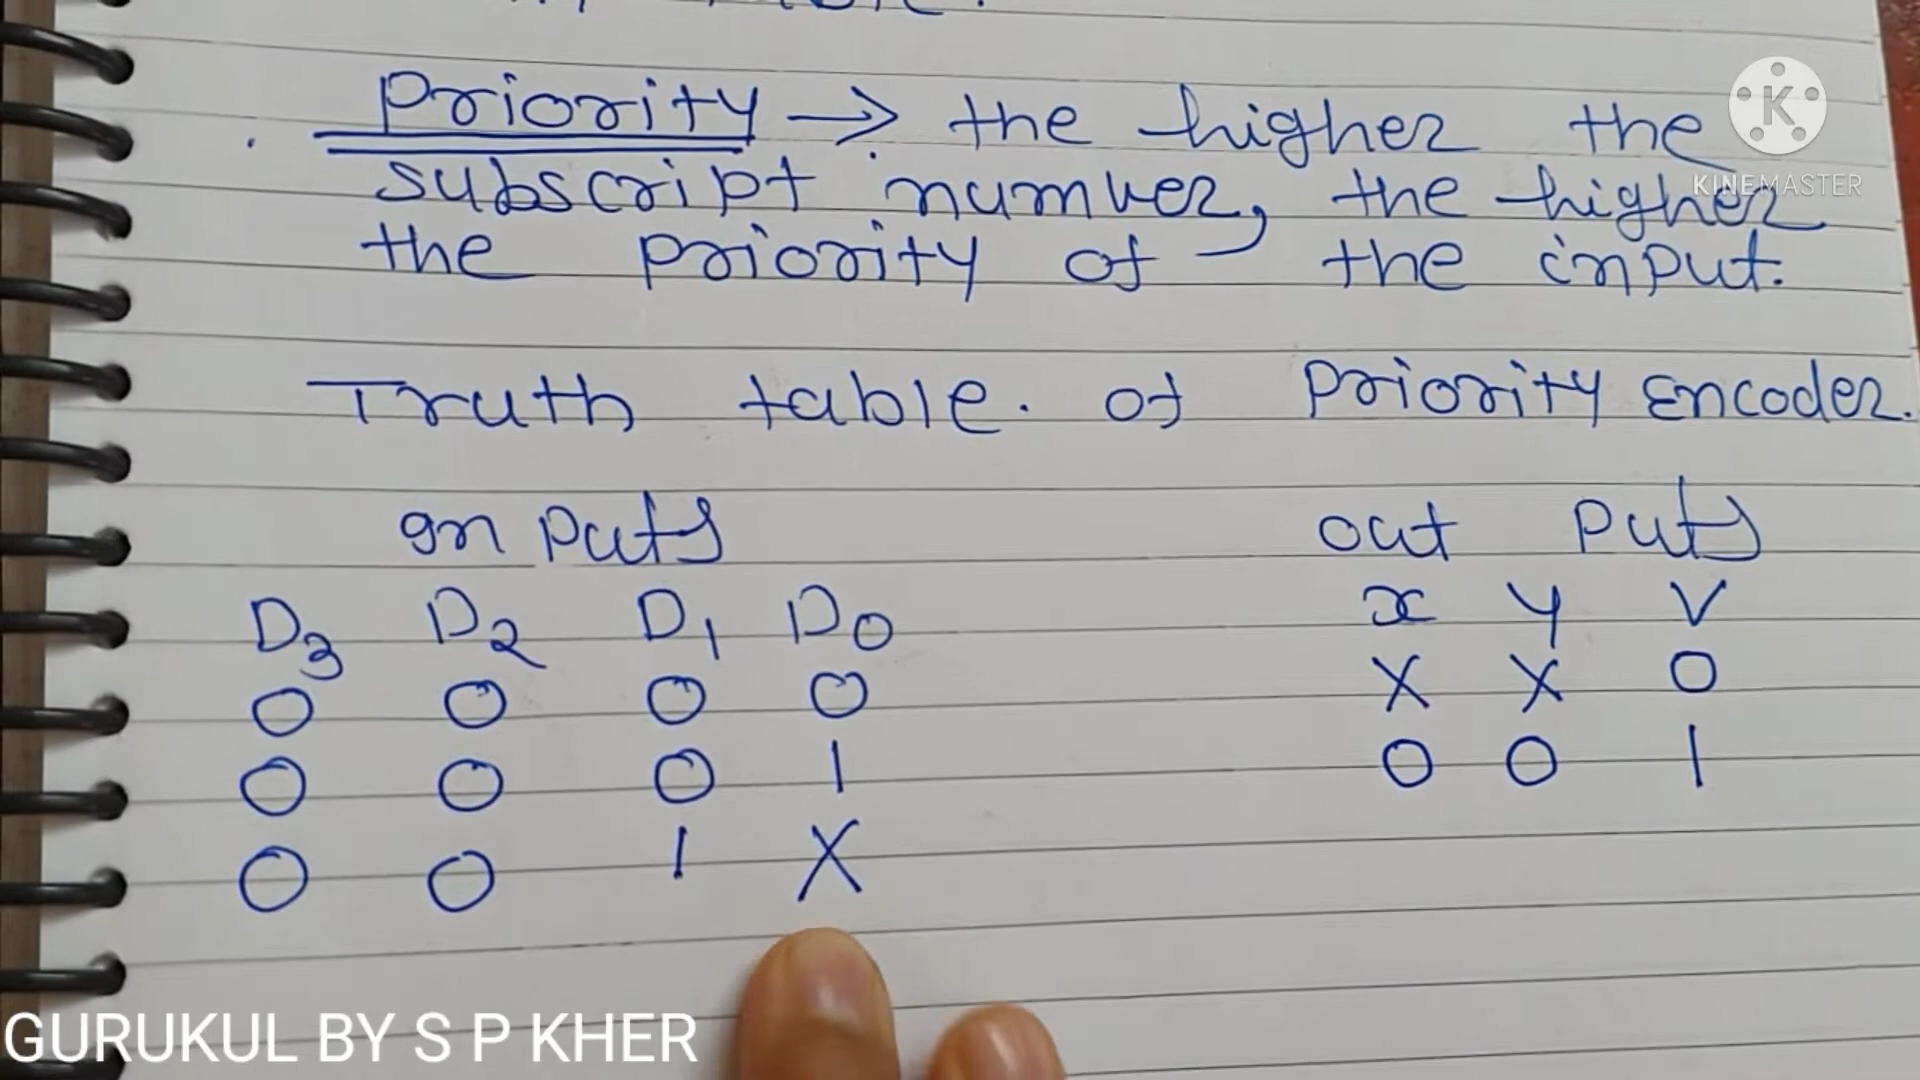 Priority → the higher the
subscript number, the higher
the priority of the input.
Truth table. of Priority Encoder.
Inputs Outputs
D3 D2 D1 D0 x y V
0 0 0 0 X X 0
0 0 0 1 0 0 1
0 0 1 X
K
KINEMASTER
GURUKUL BY S P KHER